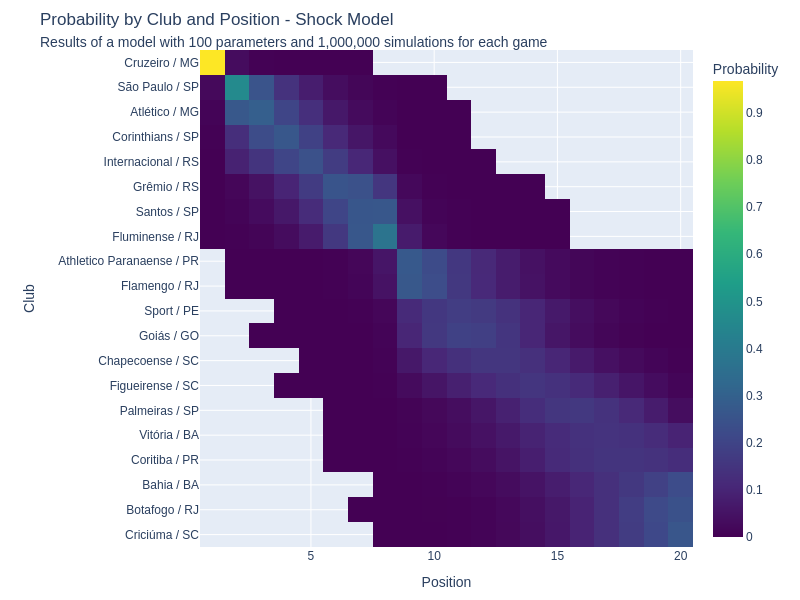 Probability by Club and Position - Shock Model
Results of a model with 100 parameters and 1,000,000 simulations for each game
Cruzeiro / MG
São Paulo / SP
Atlético / MG
Corinthians / SP
Internacional / RS
Grêmio / RS
Santos / SP
Fluminense / RJ
Athletico Paranaense / PR
Flamengo / RJ
Sport / PE
Goiás / GO
Chapecoense / SC
Figueirense / SC
Palmeiras / SP
Vitória / BA
Coritiba / PR
Bahia / BA
Botafogo / RJ
Criciúma / SC
Club
5
10
15
20
Position
Probability
0.9
0.8
0.7
0.6
0.5
0.4
0.3
0.2
0.1
0